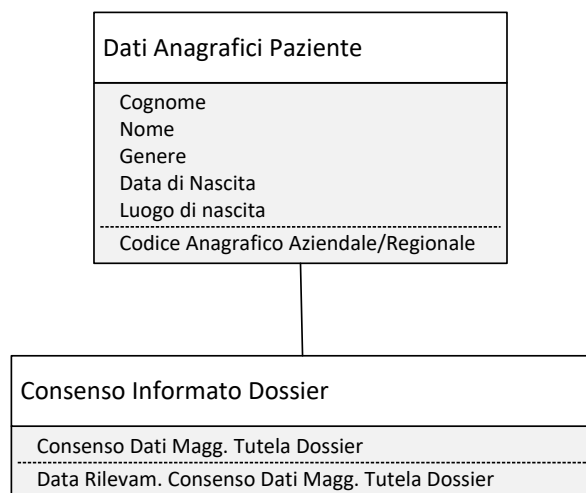 Dati Anagrafici Paziente
Cognome
Nome
Genere
Data di Nascita
Luogo di nascita
Codice Anagrafico Aziendale/Regionale
Consenso Informato Dossier
Consenso Dati Magg. Tutela Dossier
Data Rilevam. Consenso Dati Magg. Tutela Dossier